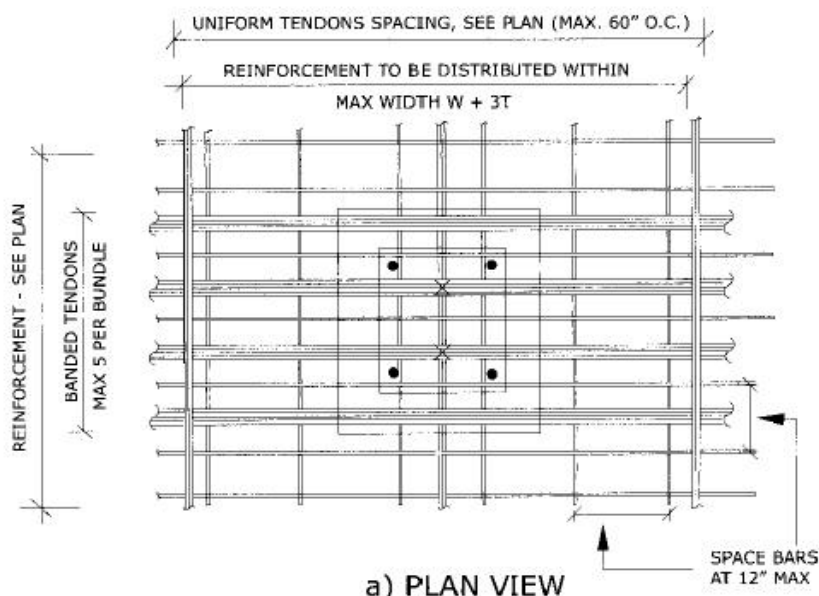 UNIFORM TENDONS SPACING, SEE PLAN (MAX. 60" O.C.)
REINFORCEMENT TO BE DISTRIBUTED WITHIN
MAX WIDTH W + 3T
REINFORCEMENT - SEE PLAN
BANDED TENDONS
MAX 5 PER BUNDLE
SPACE BARS
AT 12" MAX
a) PLAN VIEW